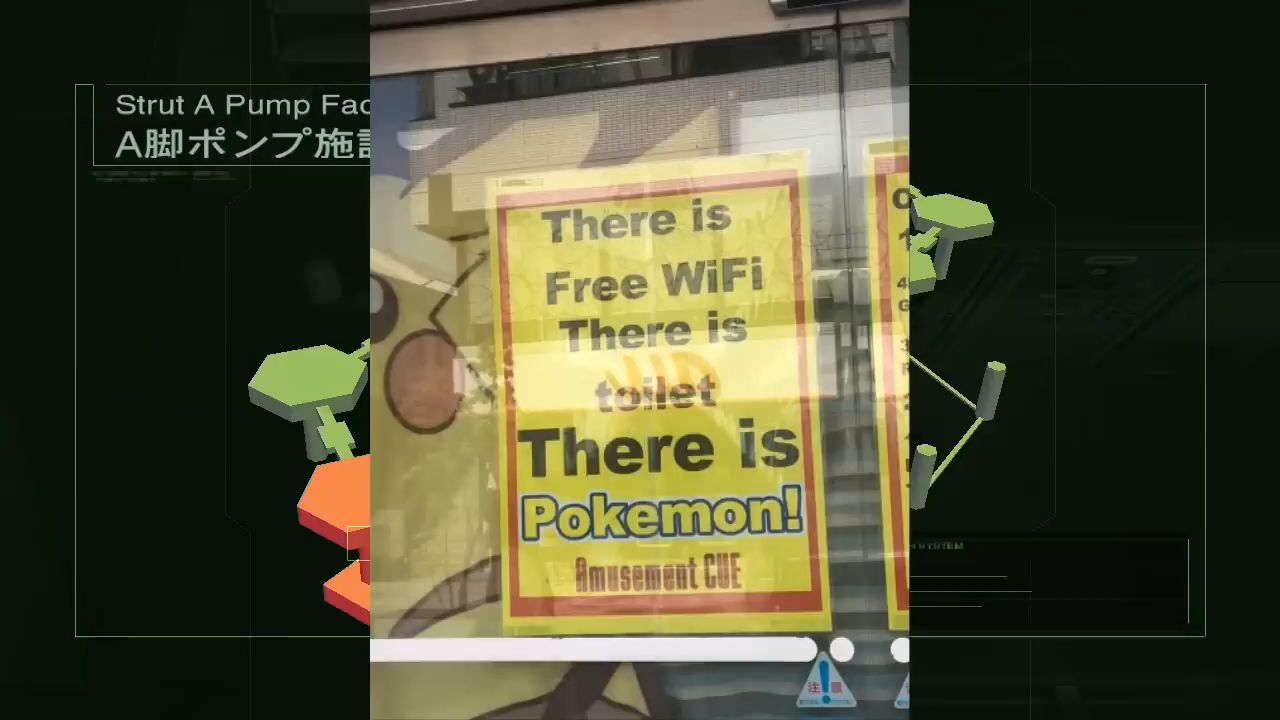 Strut A Pump Fac
A脚ポンプ施設
There is
Free WiFi
There is
toilet
There is
Pokemon!
Amusement CUE
注意